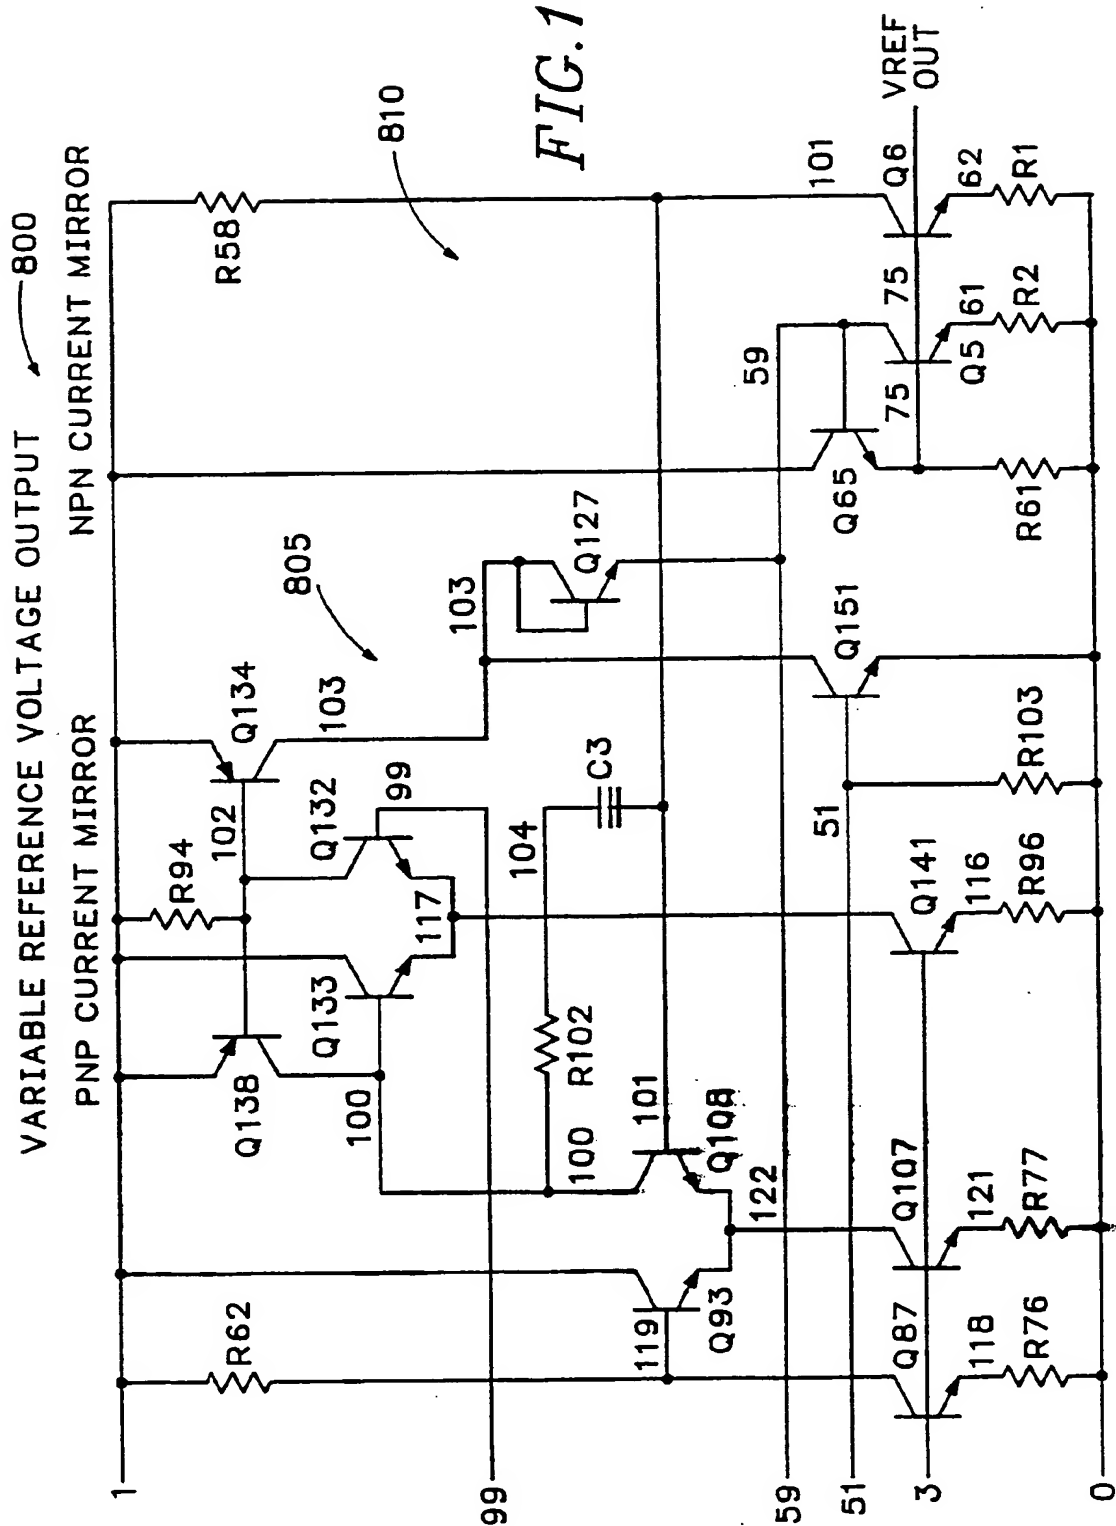 VARIABLE REFERENCE VOLTAGE OUTPUT
800
PNP CURRENT MIRROR
NPN CURRENT MIRROR
FIG.1
810
805
1
R62
R94
R58
Q138
102
Q134
Q133
Q132
103
103
100
117
99
99
Q127
104
C3
R102
100
101
101
119
Q93
Q108
122
59
59
51
51
3
0
Q87
Q107
Q141
Q151
Q65
75
75
Q5
Q6
VREF
OUT
118
121
116
61
62
R76
R77
R96
R103
R61
R2
R1